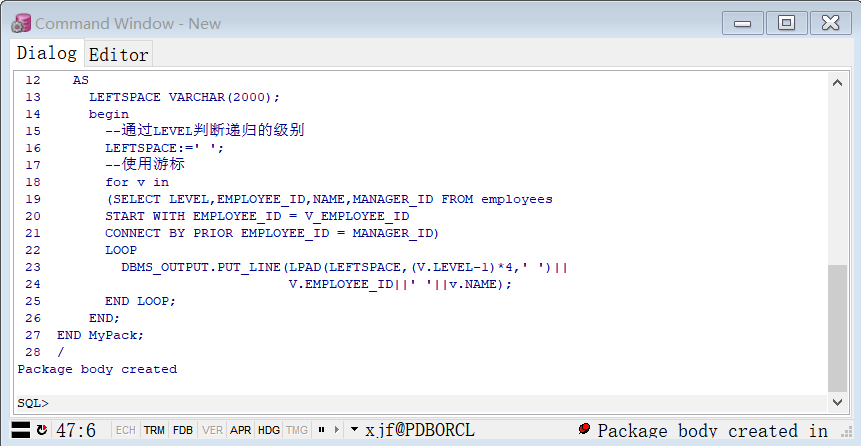 Command Window - New
Dialog Editor
12 AS
13 LEFTSPACE VARCHAR(2000);
14 begin
15 --通过LEVEL判断递归的级别
16 LEFTSPACE:=' ';
17 --使用游标
18 for v in
19 (SELECT LEVEL,EMPLOYEE_ID,NAME,MANAGER_ID FROM employees
20 START WITH EMPLOYEE_ID = V_EMPLOYEE_ID
21 CONNECT BY PRIOR EMPLOYEE_ID = MANAGER_ID)
22 LOOP
23 DBMS_OUTPUT.PUT_LINE(LPAD(LEFTSPACE,(V.LEVEL-1)*4,' ')||
24 V.EMPLOYEE_ID||' '||v.NAME);
25 END LOOP;
26 END;
27 END MyPack;
28 /
Package body created
SQL>
47:6 ECH TRM FDB VER APR HDG TMG xjf@PDBORCL Package body created in